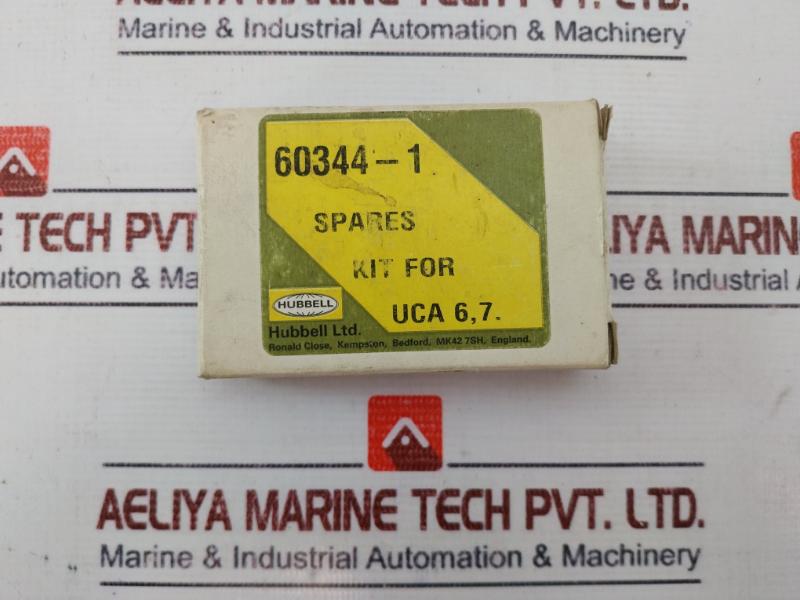 AELIYA MARINE TECH PVT. LTD.
Marine & Industrial Automation & Machinery
60344-1
SPARES
KIT FOR
UCA 6,7.
HUBBELL
Hubbell Ltd.
Ronald Close, Kempston, Bedford, MK42 7SH, England.
E TECH PVT.
utomation & Ma
ELIYA MARIN
ne & Industrial A
AELIYA MARINE TECH PVT. LTD.
Marine & Industrial Automation & Machinery